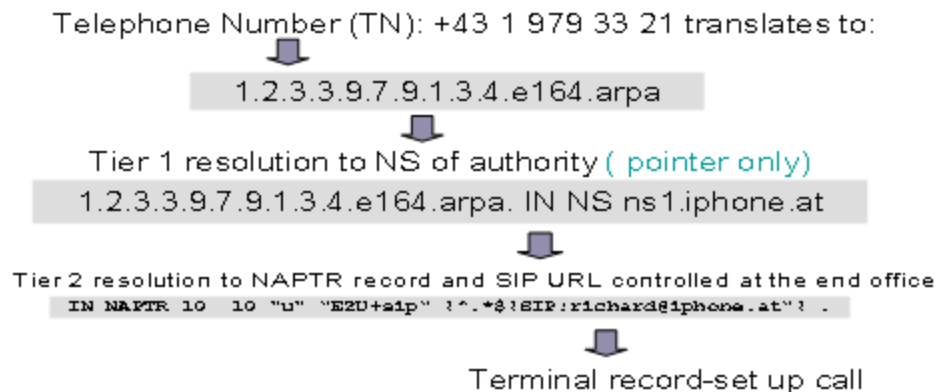 Telephone Number (TN): +43 1 979 33 21 translates to:
1.2.3.3.9.7.9.1.3.4.e164.arpa
Tier 1 resolution to NS of authority ( pointer only)
1.2.3.3.9.7.9.1.3.4.e164.arpa. IN NS ns1.iphone.at
Tier 2 resolution to NAPTR record and SIP URL controlled at the end office
IN NAPTR 10 10 "u" "E2U+sip" {^.*${SIP:richard@iphone.at"} .
Terminal record-set up call